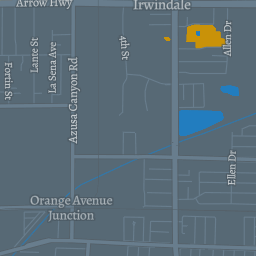 Arrow Hwy
Irwindale
Lante St
La Sena Ave
4th St
Allen Dr
Azusa Canyon Rd
Fortin St
Ellen Dr
Orange Avenue
Junction